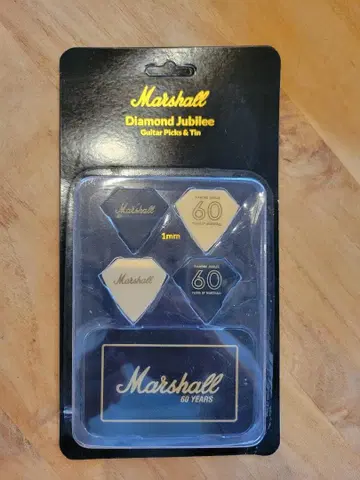 Marshall
Diamond Jubilee
Guitar Picks & Tin
Marshall
60
1mm
Marshall
60
Marshall
60 YEARS